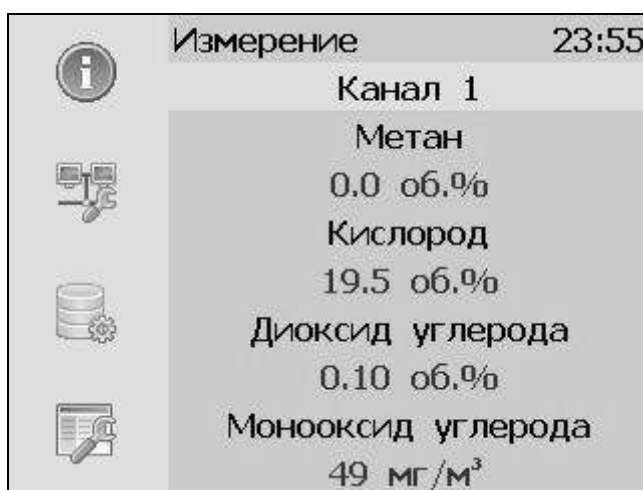 Измерение 23:55
Канал 1
Метан
0.0 об.%
Кислород
19.5 об.%
Диоксид углерода
0.10 об.%
Монооксид углерода
49 мг/м³